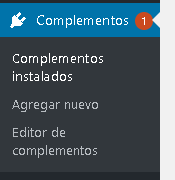 Complementos 1
Complementos
instalados
Agregar nuevo
Editor de
complementos